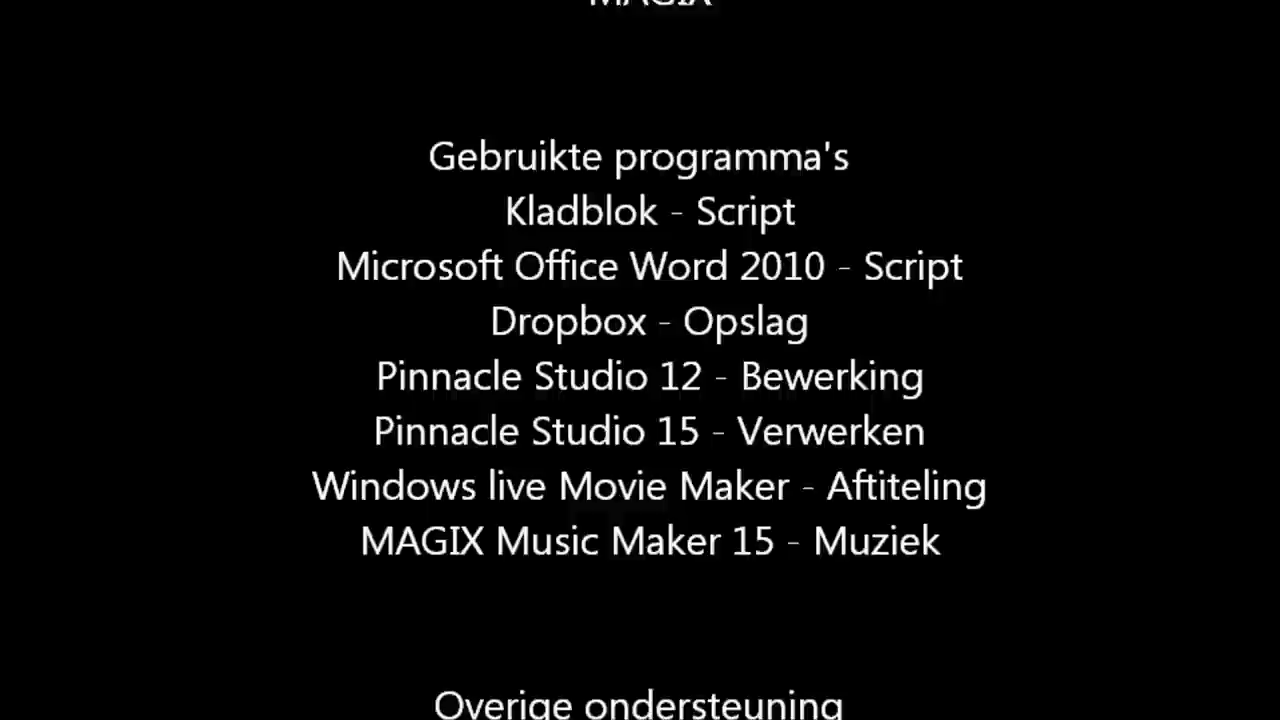 MAGIX
Gebruikte programma's
Kladblok - Script
Microsoft Office Word 2010 - Script
Dropbox - Opslag
Pinnacle Studio 12 - Bewerking
Pinnacle Studio 15 - Verwerken
Windows live Movie Maker - Aftiteling
MAGIX Music Maker 15 - Muziek
Overige ondersteuning